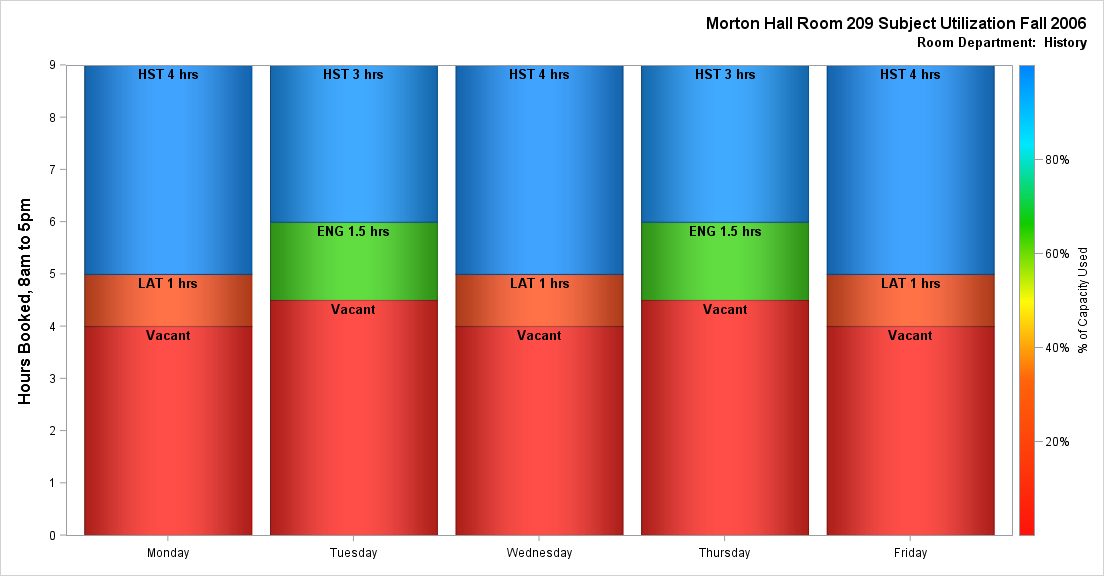 Morton Hall Room 209 Subject Utilization Fall 2006
Room Department: History
Hours Booked, 8am to 5pm
9
8
7
6
5
4
3
2
1
0
HST 4 hrs
LAT 1 hrs
Vacant
Monday
HST 3 hrs
ENG 1.5 hrs
Vacant
Tuesday
HST 4 hrs
LAT 1 hrs
Vacant
Wednesday
HST 3 hrs
ENG 1.5 hrs
Vacant
Thursday
HST 4 hrs
LAT 1 hrs
Vacant
Friday
80%
60%
40%
20%
% of Capacity Used